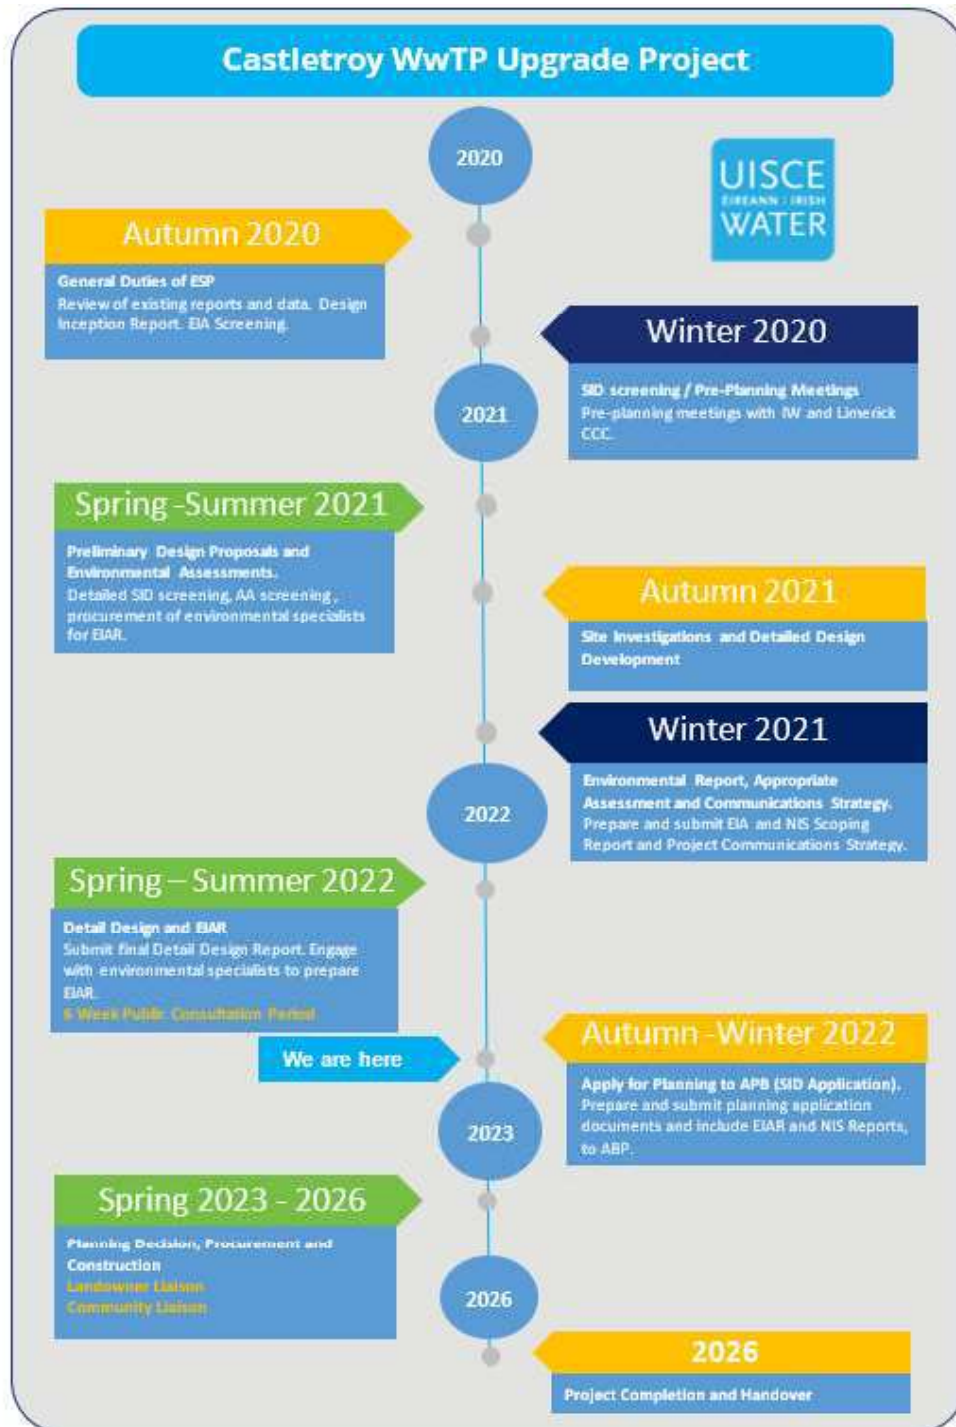 Castletroy WwTP Upgrade Project
2020
UISCE
ÉIREANN : IRISH
WATER
Autumn 2020
General Duties of ESP
Review of existing reports and data. Design
Inception Report. EIA Screening.
Winter 2020
SID screening / Pre-Planning Meetings
Pre-planning meetings with IW and Limerick
CCC.
2021
Spring -Summer 2021
Preliminary Design Proposals and
Environmental Assessments.
Detailed SID screening, AA screening ,
procurement of environmental specialists
for EIAR.
Autumn 2021
Site Investigations and Detailed Design
Development
Winter 2021
Environmental Report, Appropriate
Assessment and Communications Strategy.
Prepare and submit EIA and NIS Scoping
Report and Project Communications Strategy.
2022
Spring – Summer 2022
Detail Design and EIAR
Submit final Detail Design Report. Engage
with environmental specialists to prepare
EIAR.
6 Week Public Consultation Period
We are here
Autumn -Winter 2022
Apply for Planning to APB (SID Application).
Prepare and submit planning application
documents and include EIAR and NIS Reports,
to ABP.
2023
Spring 2023 - 2026
Planning Decision, Procurement and
Construction
Landowner Liaison
Community Liaison
2026
2026
Project Completion and Handover